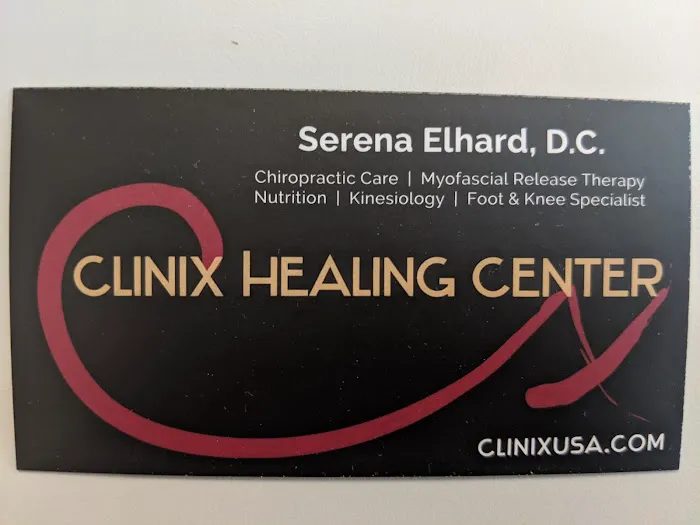 Serena Elhard, D.C.
Chiropractic Care | Myofascial Release Therapy
Nutrition | Kinesiology | Foot & Knee Specialist
CLINIX HEALING CENTER
CLINIXUSA.COM